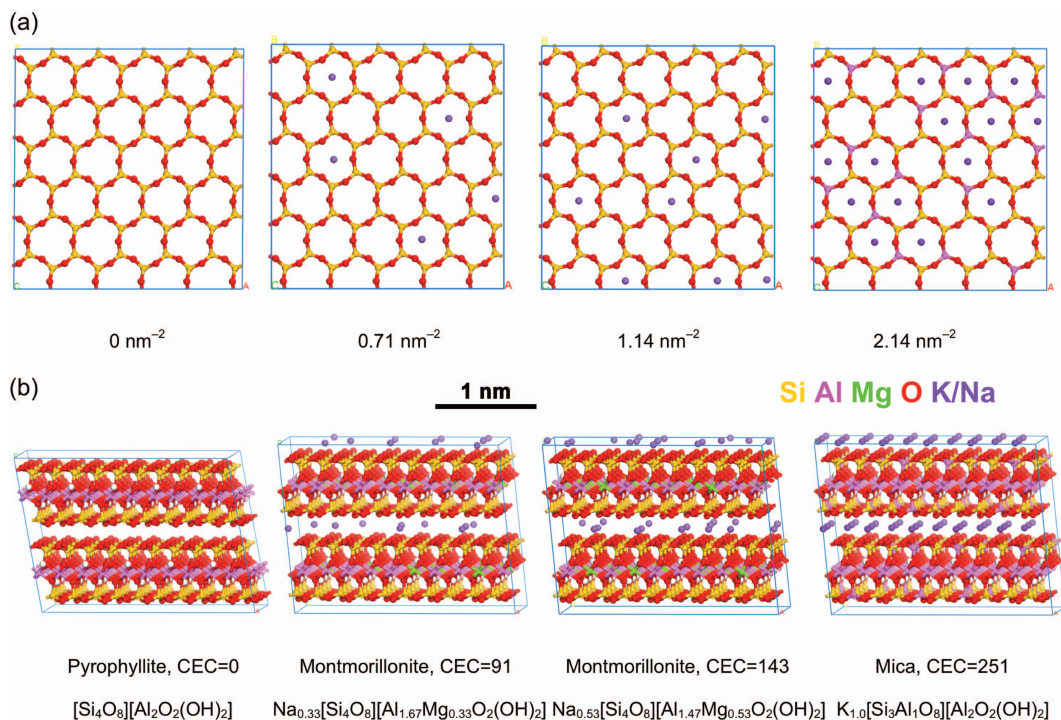 (a)
B
C
A
B
C
A
B
C
A
B
C
A
0 nm⁻²
0.71 nm⁻²
1.14 nm⁻²
2.14 nm⁻²
(b)
1 nm
Si Al Mg O K/Na
Pyrophyllite, CEC=0
Montmorillonite, CEC=91
Montmorillonite, CEC=143
Mica, CEC=251
[Si₄O₈][Al₂O₂(OH)₂]
Na₀.₃₃[Si₄O₈][Al₁.₆₇Mg₀.₃₃O₂(OH)₂]
Na₀.₅₃[Si₄O₈][Al₁.₄₇Mg₀.₅₃O₂(OH)₂]
K₁.₀[Si₃Al₁O₈][Al₂O₂(OH)₂]